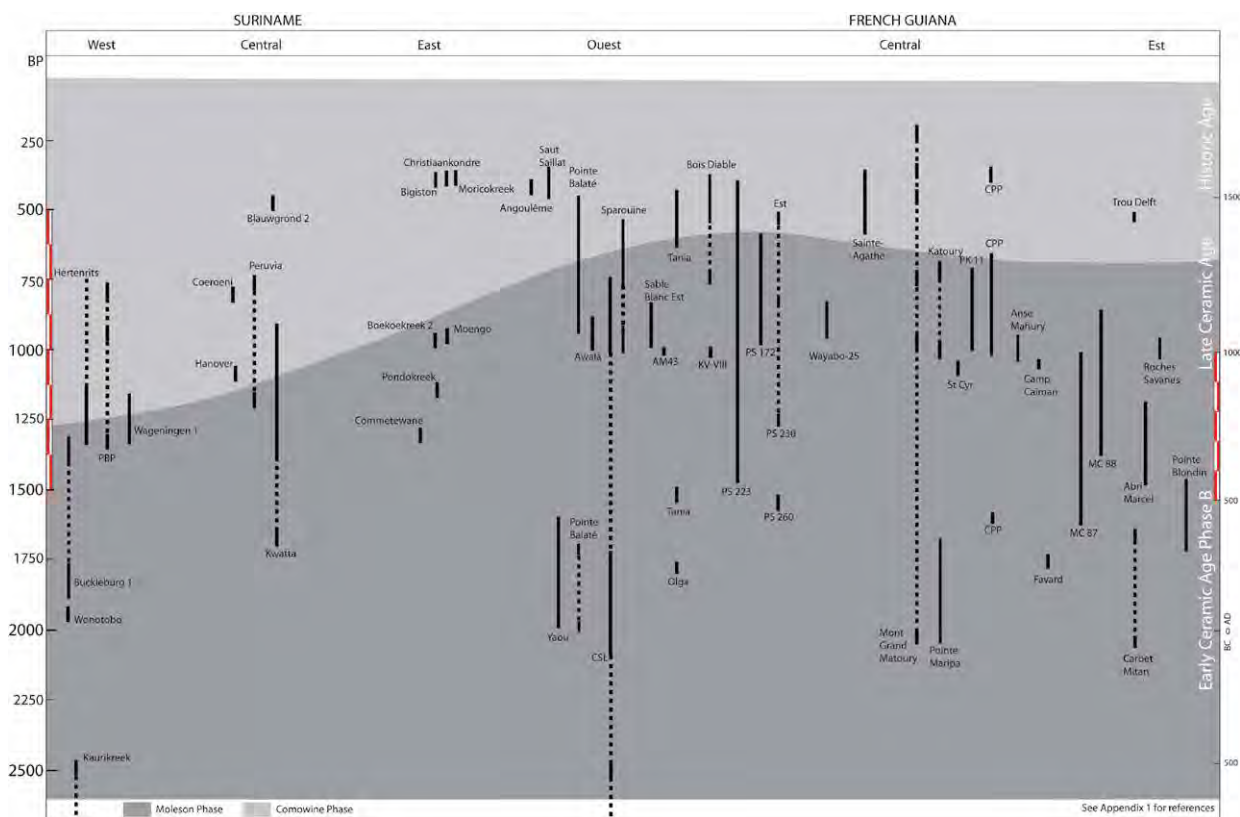 SURINAME
FRENCH GUIANA
West
Central
East
Ouest
Central
Est
BP
250
500
750
1000
1250
1500
1750
2000
2250
2500
Hertenrits
PBP
Wageningen 1
Buckleburg 1
Wonotobo
Kaurikreek
Blauwgrond 2
Coeroeni
Peruvia
Hanover
Kwatta
Christiaankondre
Bigiston
Moricokreek
Boekoekreek 2
Moengo
Pondokreek
Commetewane
Saut
Saillat
Angoulême
Pointe
Balaté
Sparouine
Awala
Sable
Blanc Est
AM43
Yaou
Pointe
Balaté
CSL
Bois Diable
Tania
KV-VIII
PS 172
PS 223
Tania
Olga
Est
PS 230
PS 260
Wayabo-25
Sainte-
Agathe
Katoury
PK 11
CPP
CPP
St Cyr
Anse
Mahury
Camp
Caiman
CPP
Favard
Mont
Grand
Matoury
Pointe
Maripa
MC 87
MC 88
Trou Delft
Roches
Savanes
Abri
Marcel
Pointe
Blondin
Carbet
Mitan
Historic Age
Late Ceramic Age
Early Ceramic Age Phase B
1500
1000
500
BC 0 AD
500
Moleson Phase
Comowine Phase
See Appendix 1 for references